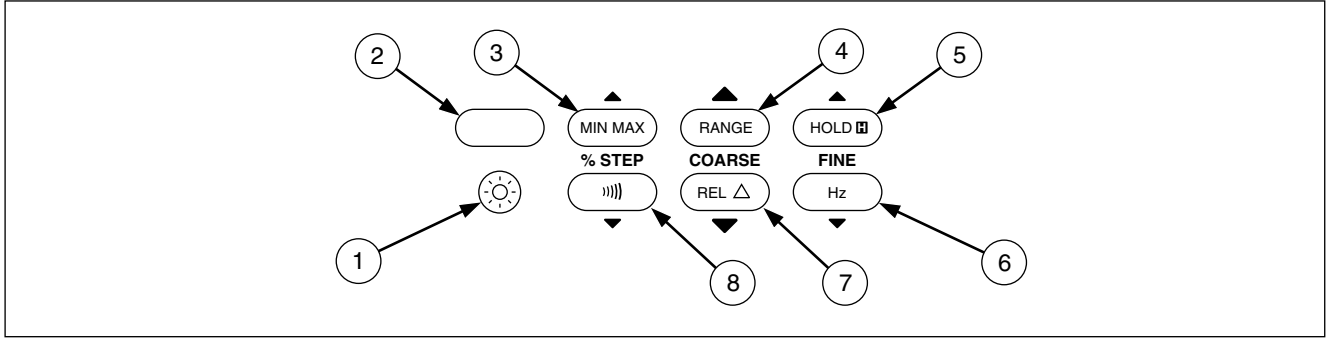 2 3 4 5
MIN MAX RANGE HOLD H
% STEP COARSE FINE
REL △ Hz
1 8 7 6